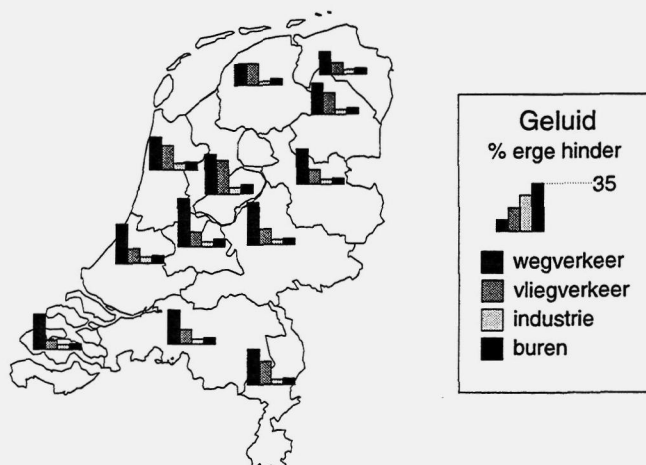 Geluid
% erge hinder
35
wegverkeer
vliegverkeer
industrie
buren